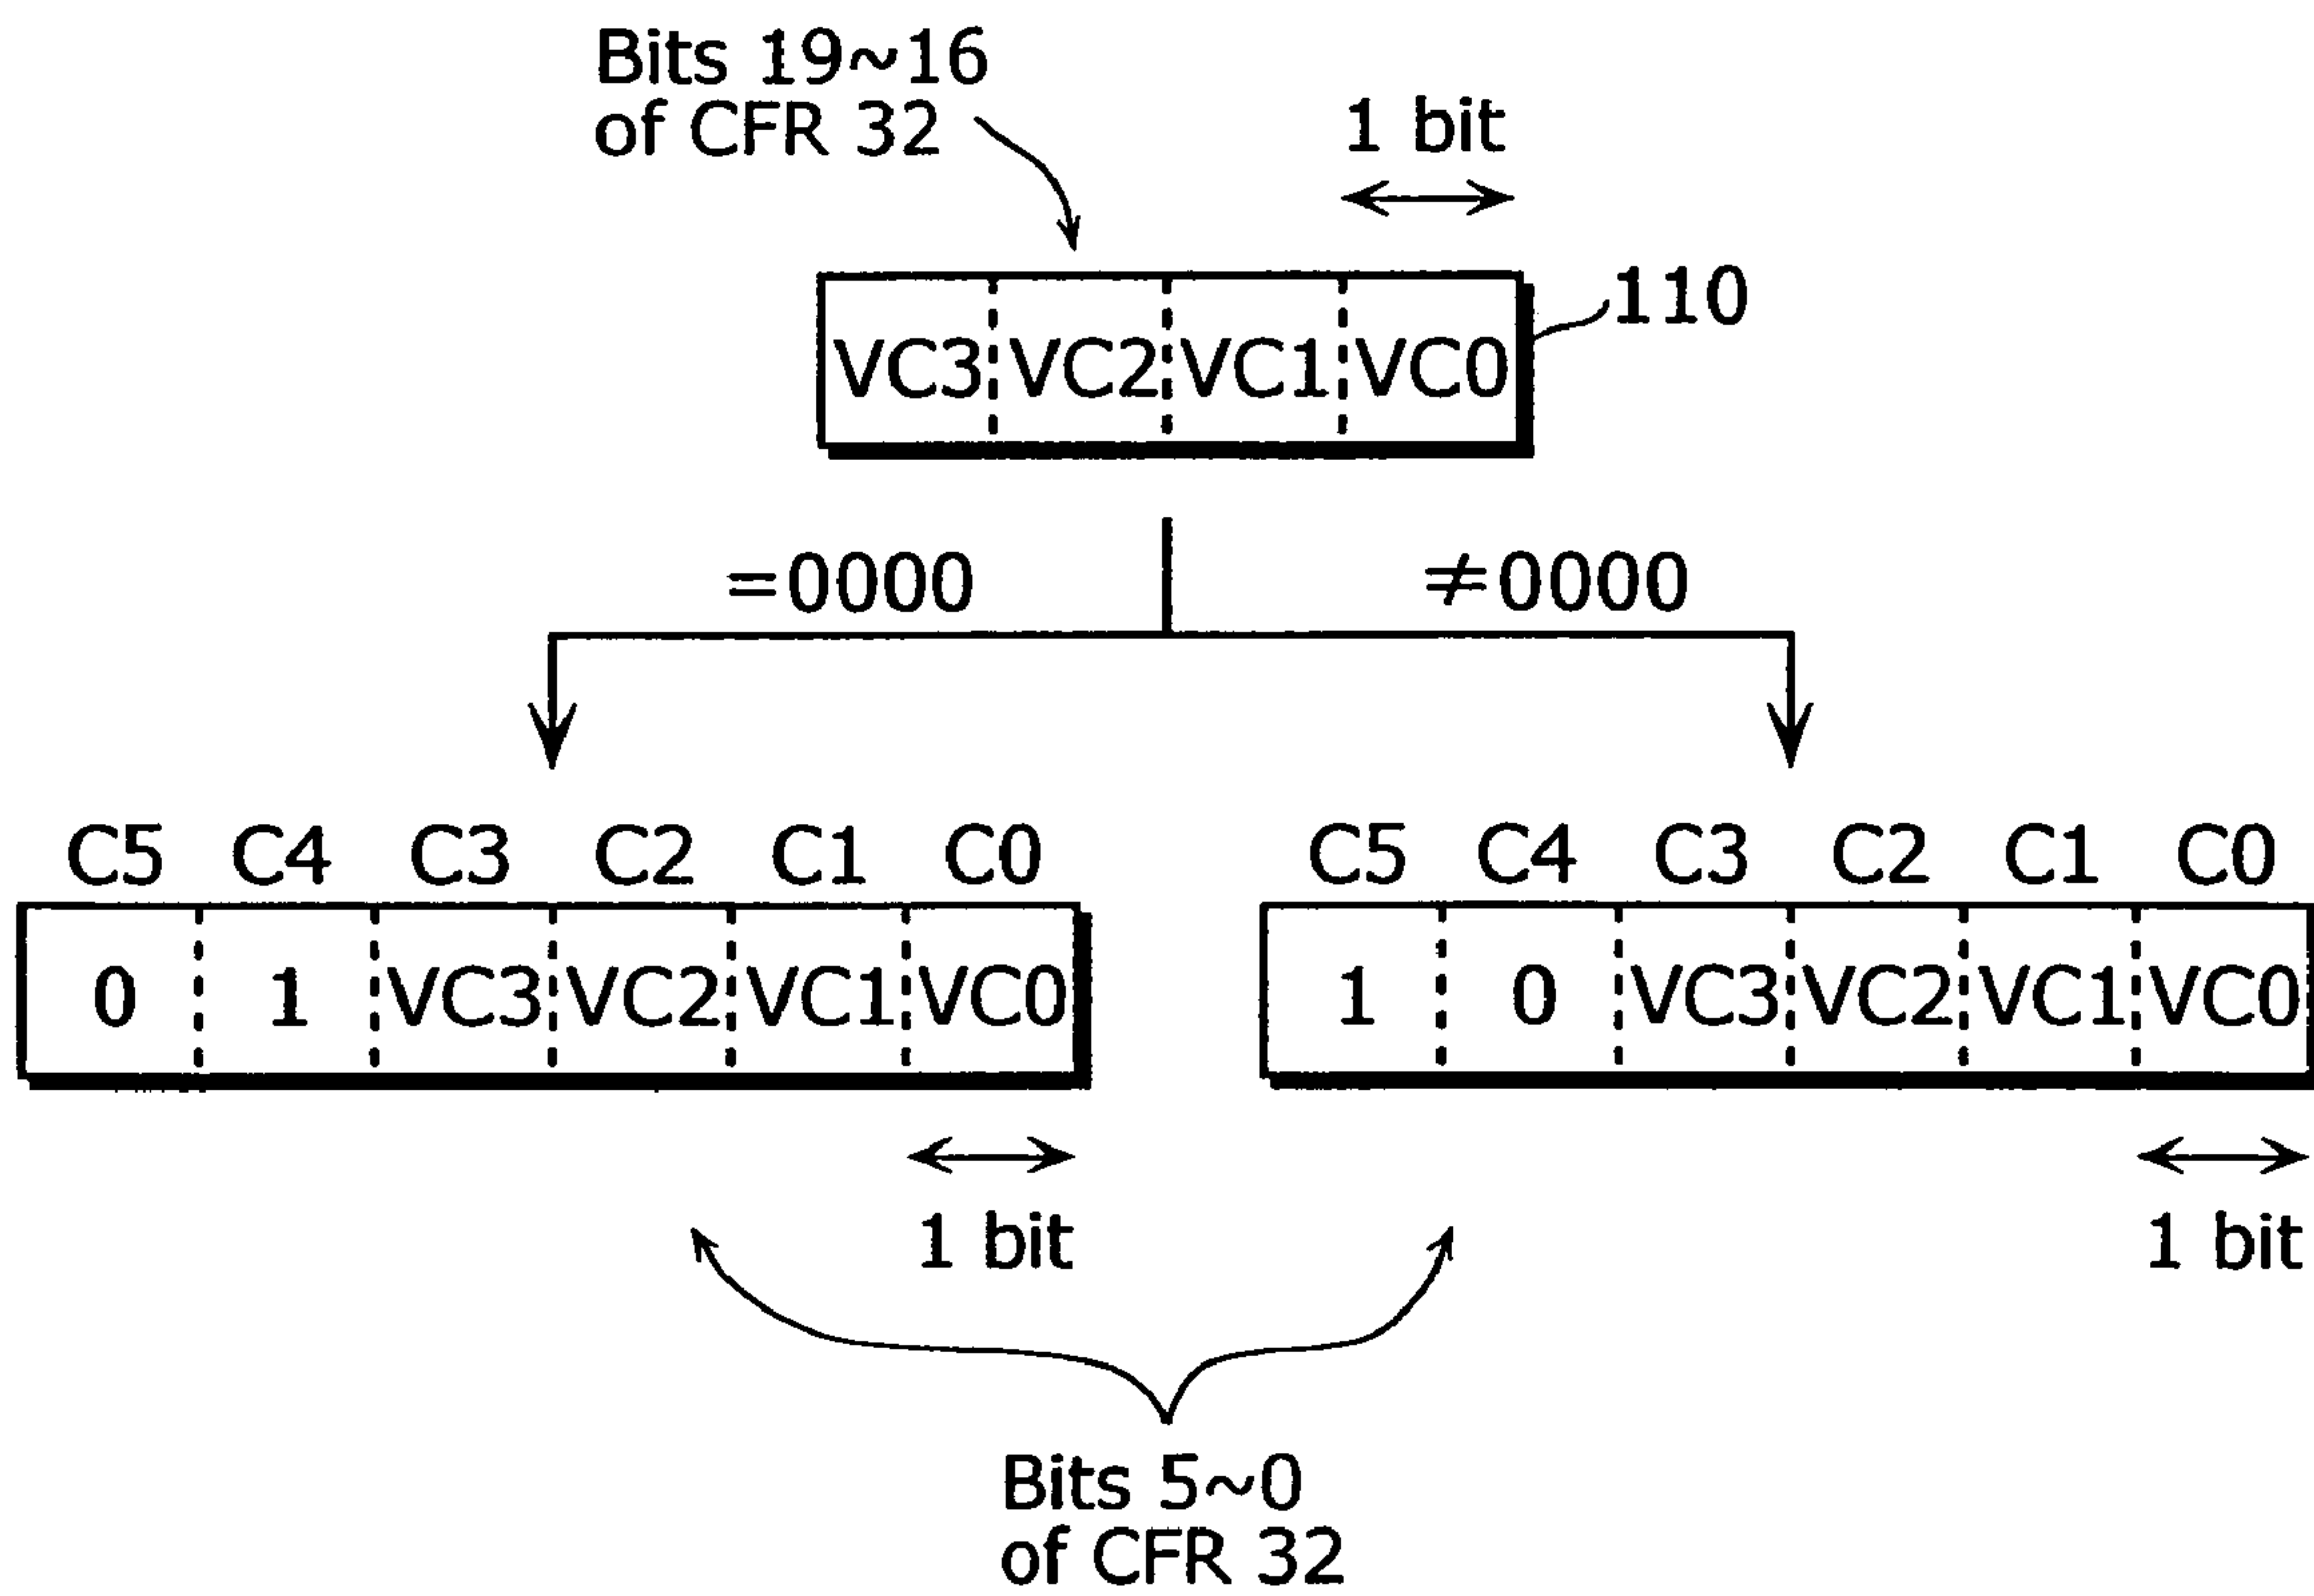 Bits 19~16
of CFR 32
1 bit
110
VC3 VC2 VC1 VC0
=0000 ≠0000
C5 C4 C3 C2 C1 C0 C5 C4 C3 C2 C1 C0
0 1 VC3 VC2 VC1 VC0 1 0 VC3 VC2 VC1 VC0
1 bit 1 bit
Bits 5~0
of CFR 32